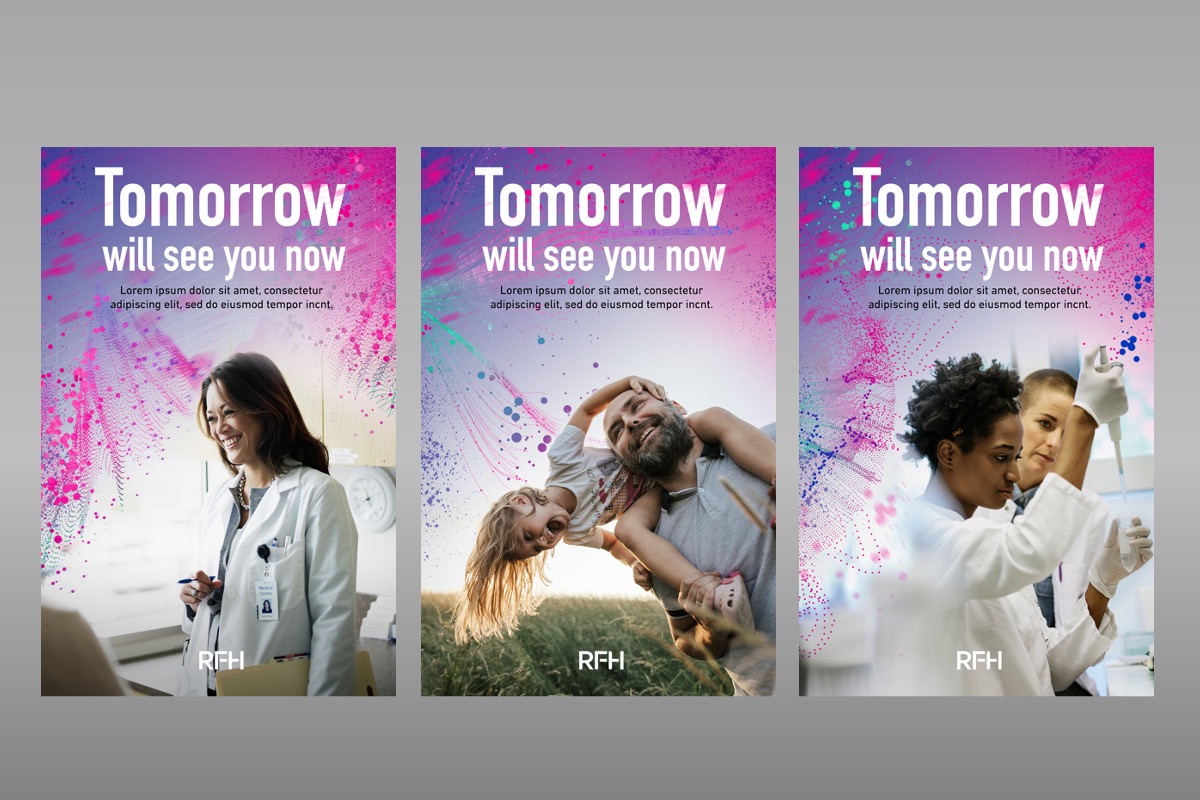 Tomorrow
will see you now
Lorem ipsum dolor sit amet, consectetur
adipiscing elit, sed do eiusmod tempor incnt.
Medical
Center
RFH
Tomorrow
will see you now
Lorem ipsum dolor sit amet, consectetur
adipiscing elit, sed do eiusmod tempor incnt.
RFH
Tomorrow
will see you now
Lorem ipsum dolor sit amet, consectetur
adipiscing elit, sed do eiusmod tempor incnt.
RFH